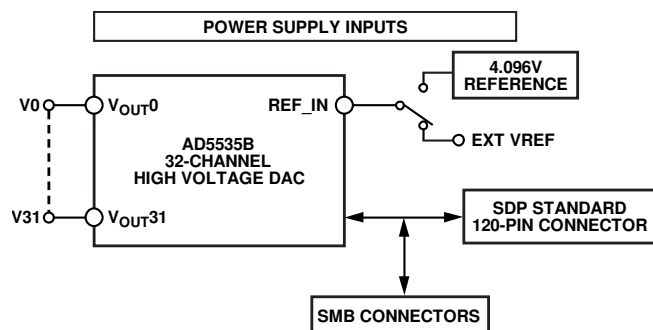 POWER SUPPLY INPUTS
4.096V
REFERENCE
V0
VOUT0
REF_IN
AD5535B
32-CHANNEL
HIGH VOLTAGE DAC
EXT VREF
V31
VOUT31
SDP STANDARD
120-PIN CONNECTOR
SMB CONNECTORS